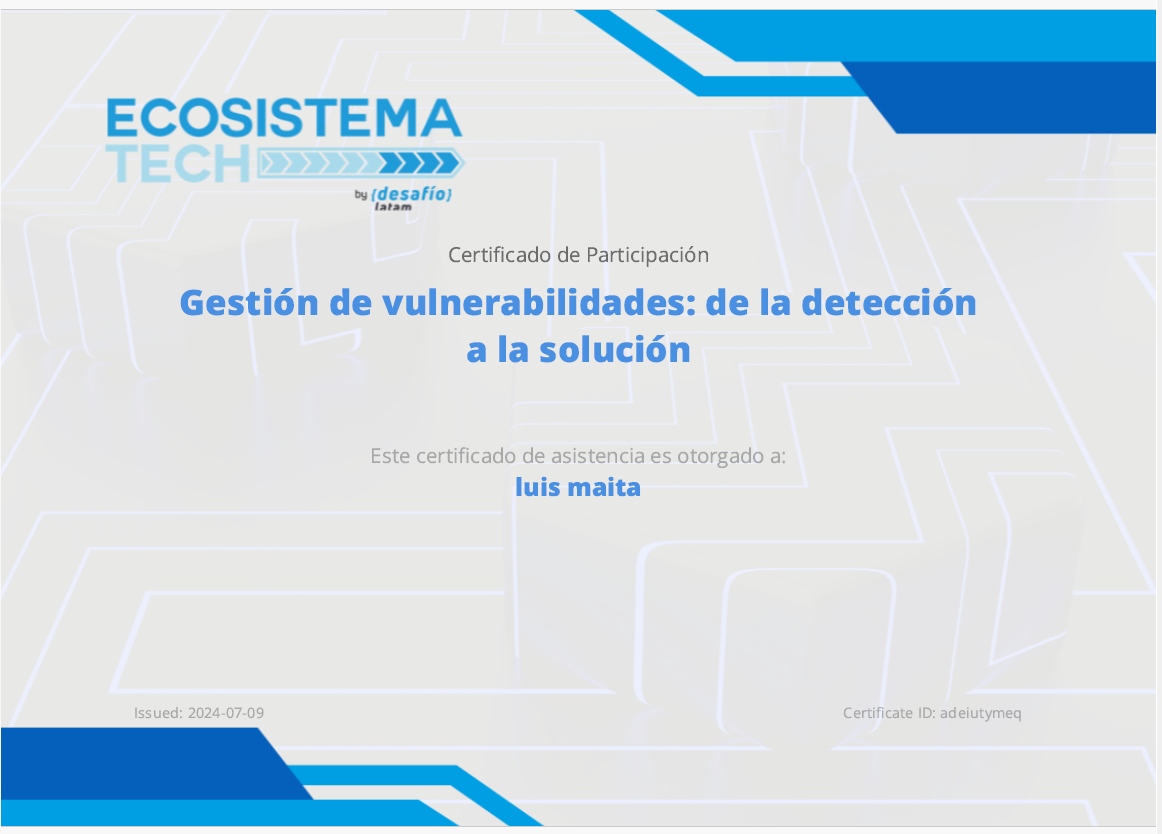 ECOSISTEMA
TECH
by {desafío}
latam
Certificado de Participación
Gestión de vulnerabilidades: de la detección
a la solución
Este certificado de asistencia es otorgado a:
luis maita
Issued: 2024-07-09
Certificate ID: adeiutymeq